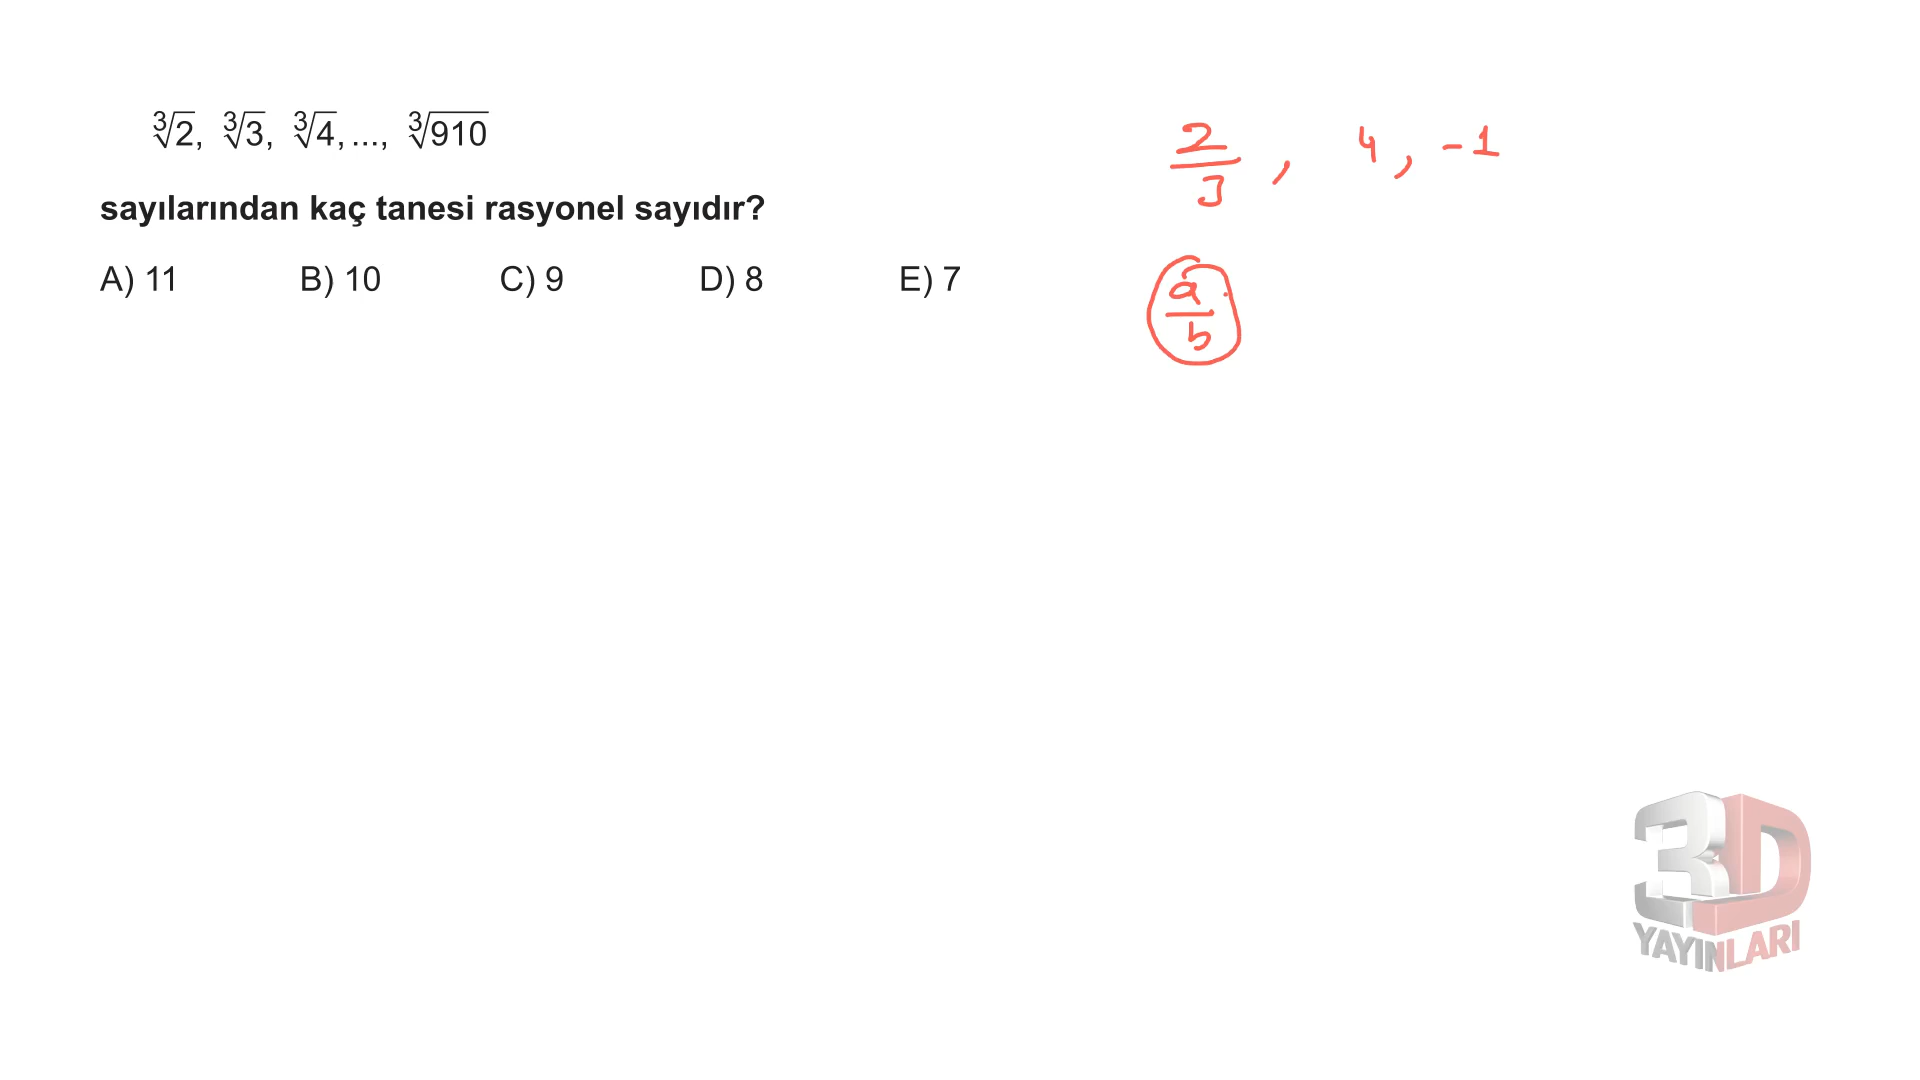 ∛2, ∛3, ∛4, ..., ∛910
sayılarından kaç tanesi rasyonel sayıdır?
A) 11 B) 10 C) 9 D) 8 E) 7
2/3, 4, -1
a/b
3D
YAYINLARI